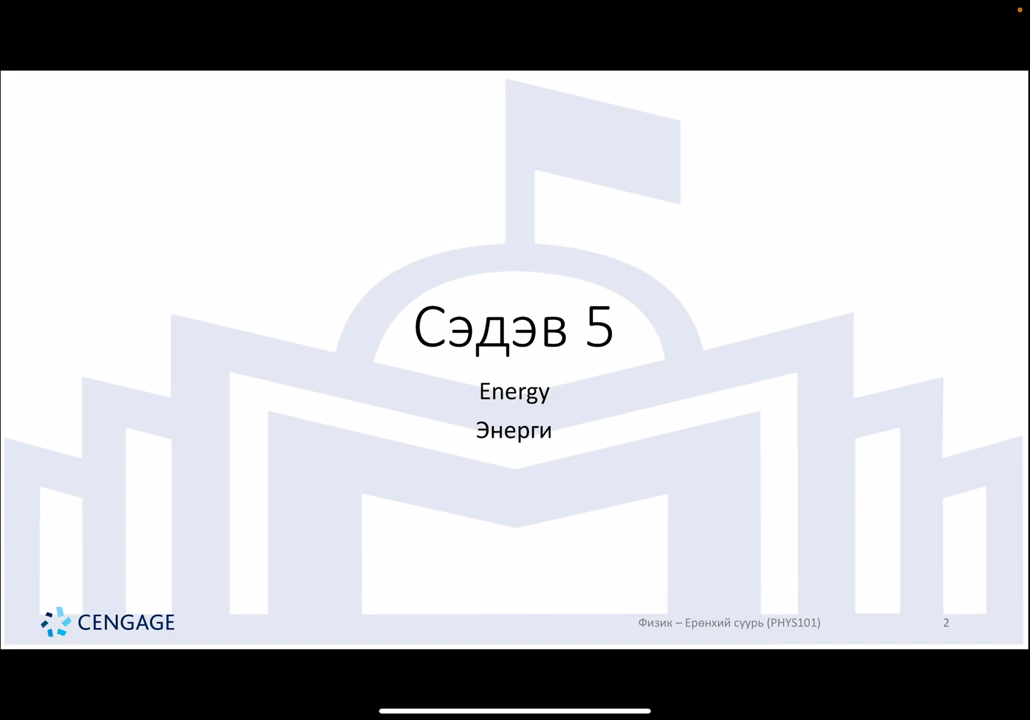 Сэдэв 5
Energy
Энерги
CENGAGE
Физик – Ерөнхий суурь (PHYS101)
2